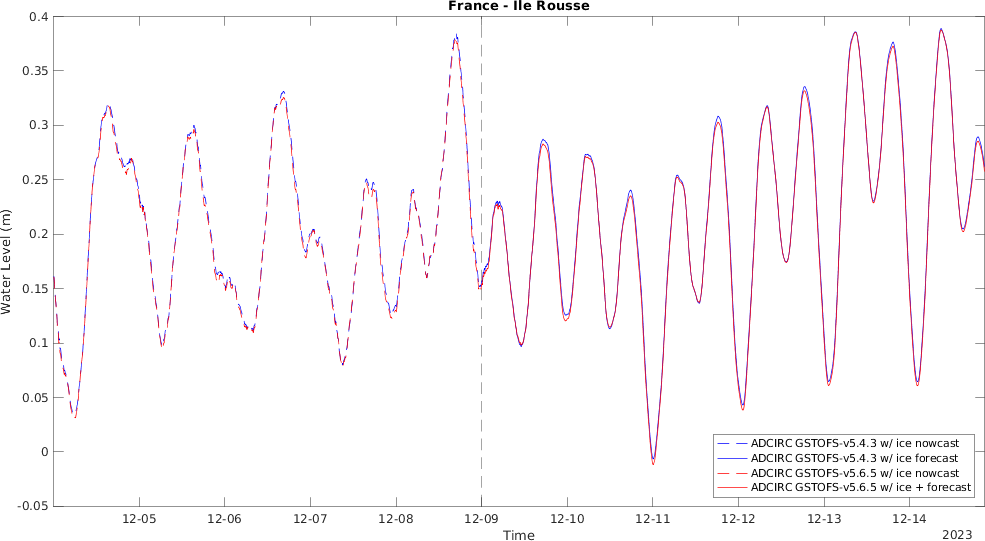 France - Ile Rousse
0.4
0.35
0.3
0.25
0.2
0.15
0.1
0.05
0
-0.05
Water Level (m)
ADCIRC GSTOFS-v5.4.3 w/ ice nowcast
ADCIRC GSTOFS-v5.4.3 w/ ice forecast
ADCIRC GSTOFS-v5.6.5 w/ ice nowcast
ADCIRC GSTOFS-v5.6.5 w/ ice + forecast
12-05 12-06 12-07 12-08 12-09 12-10 12-11 12-12 12-13 12-14
Time
2023